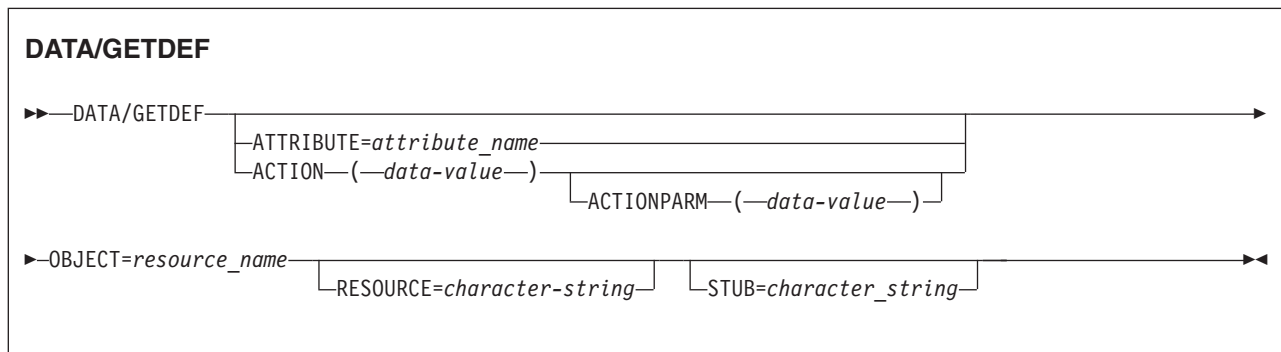 DATA/GETDEF
DATA/GETDEF
ATTRIBUTE=attribute_name
ACTION ( data-value )
ACTIONPARM ( data-value )
OBJECT=resource_name
RESOURCE=character-string STUB=character_string